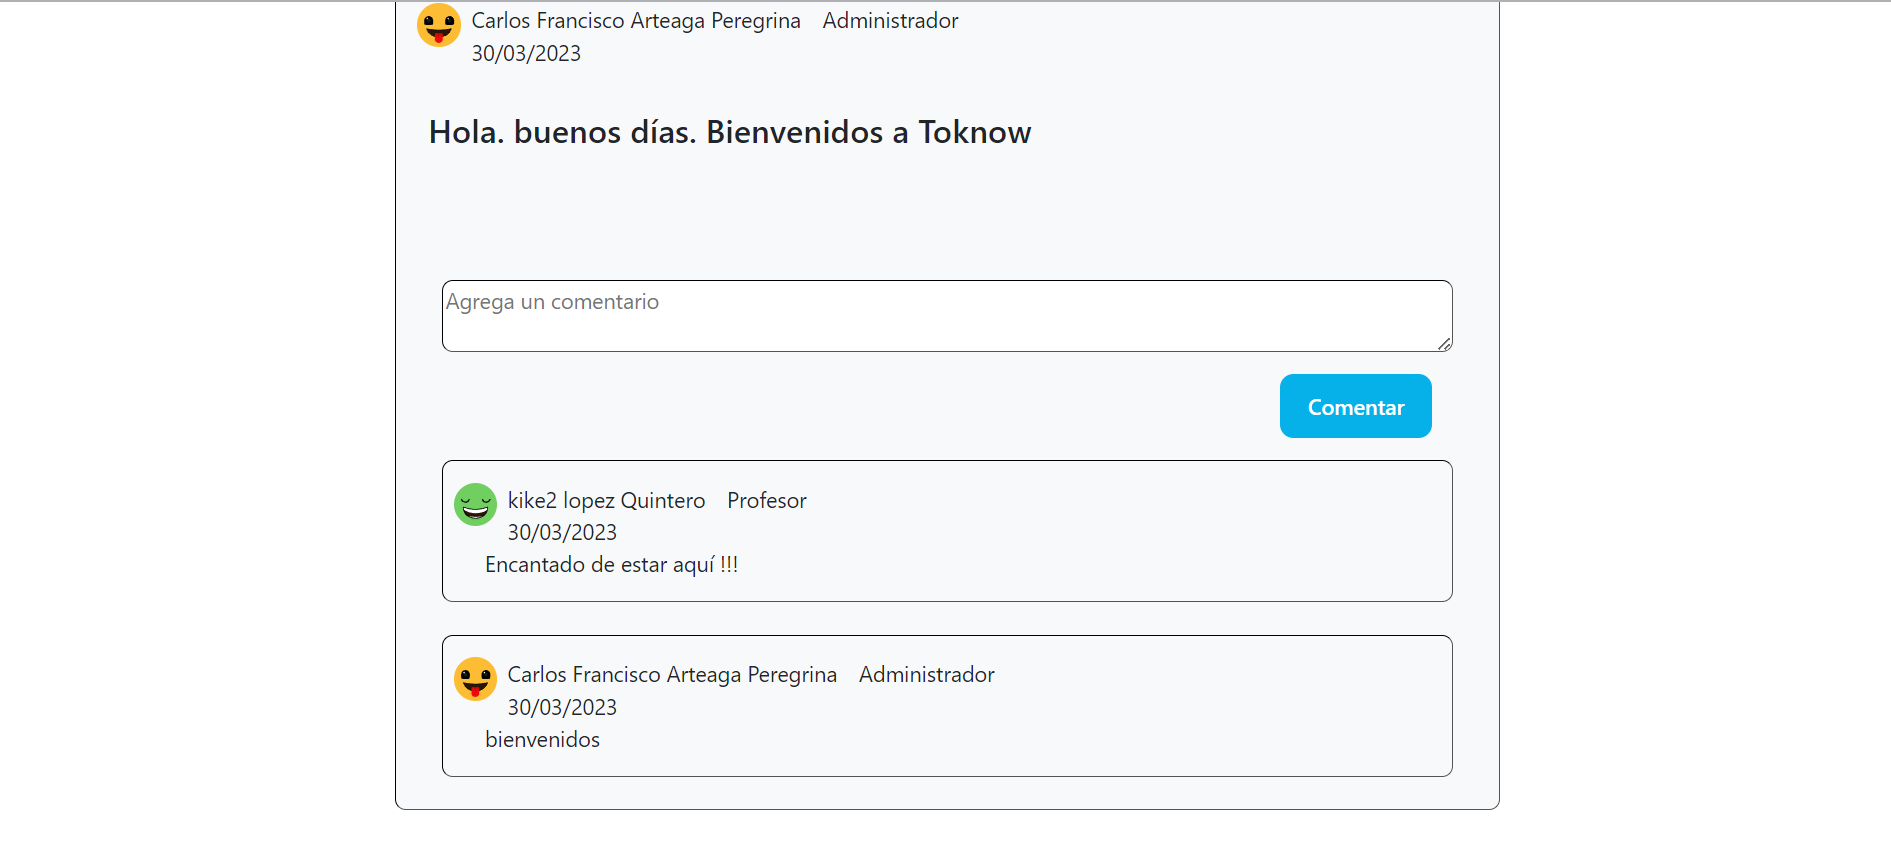 Carlos Francisco Arteaga Peregrina Administrador
30/03/2023
Hola. buenos días. Bienvenidos a Toknow
Agrega un comentario
Comentar
kike2 lopez Quintero Profesor
30/03/2023
Encantado de estar aquí !!!
Carlos Francisco Arteaga Peregrina Administrador
30/03/2023
bienvenidos